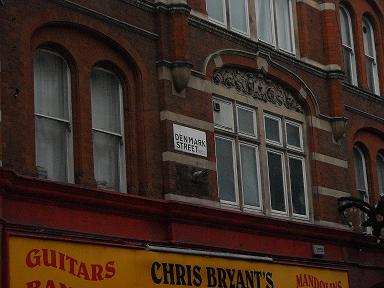 DENMARK
STREET
GUITARS
CHRIS BRYANT'S
MANDOLINS